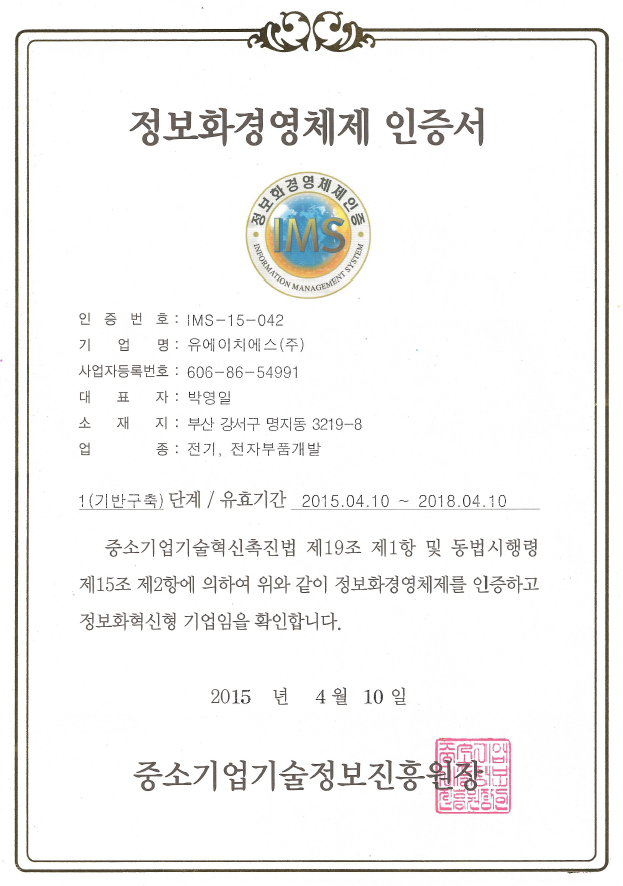 정보화경영체제 인증서
정보화경영체제인증
IMS
INFORMATION MANAGEMENT SYSTEM
인 증 번 호 : IMS-15-042
기 업 명 : 유에이치에스(주)
사업자등록번호 : 606-86-54991
대 표 자 : 박영일
소 재 지 : 부산 강서구 명지동 3219-8
업 종 : 전기, 전자부품개발
1(기반구축) 단계 / 유효기간 2015.04.10 ~ 2018.04.10
중소기업기술혁신촉진법 제19조 제1항 및 동법시행령
제15조 제2항에 의하여 위와 같이 정보화경영체제를 인증하고
정보화혁신형 기업임을 확인합니다.
2015 년 4월 10일
중소기업기술정보진흥원장